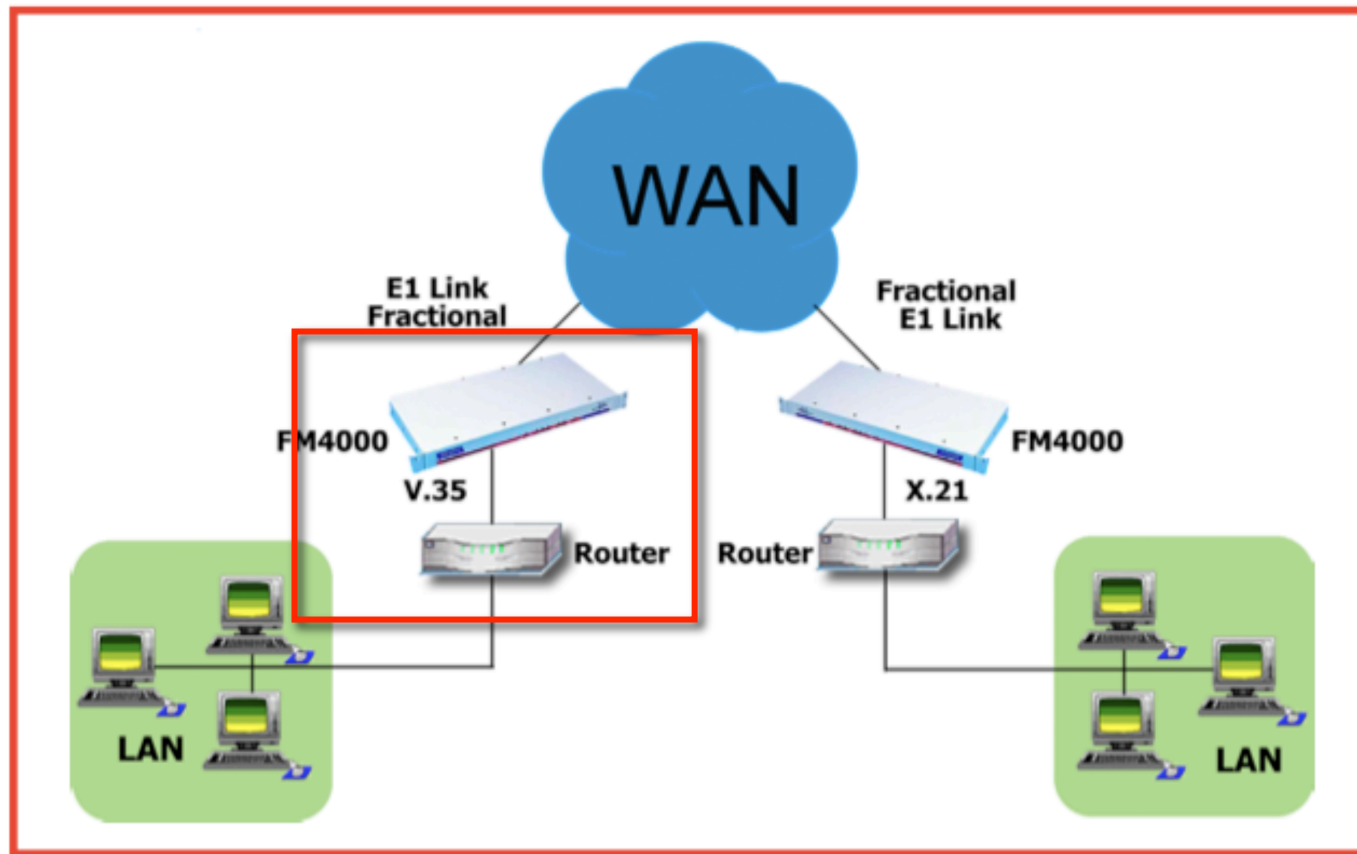 WAN
E1 Link
Fractional
Fractional
E1 Link
FM4000
FM4000
V.35
X.21
Router
Router
LAN
LAN